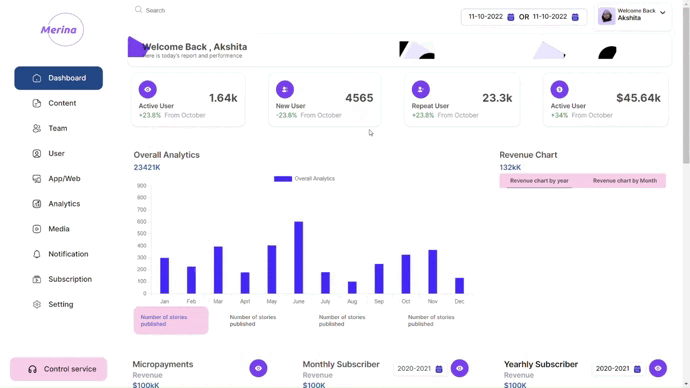 Merina
Search
11-10-2022 OR 11-10-2022
Welcome Back
Akshita
Dashboard
Content
Team
User
App/Web
Analytics
Media
Notification
Subscription
Setting
Control service
Welcome Back , Akshita
Here is today's report and performence
1.64k
Active User
+23.8% From October
4565
New User
-23.8% From October
23.3k
Repeat User
+23.8% From October
$45.64k
Active User
+34% From October
Overall Analytics
23421K
Overall Analytics
900
800
700
600
500
400
300
200
100
0
Jan Feb Mar Apr May June July Aug Sep Oct Nov Dec
Number of stories
published
Number of stories
published
Number of stories
published
Number of stories
published
Revenue Chart
132kK
Revenue chart by year
Revenue chart by Month
Micropayments
Revenue
$100kK
Monthly Subscriber
Revenue
$100K
2020-2021
Yearhly Subscriber
Revenue
$100K
2020-2021